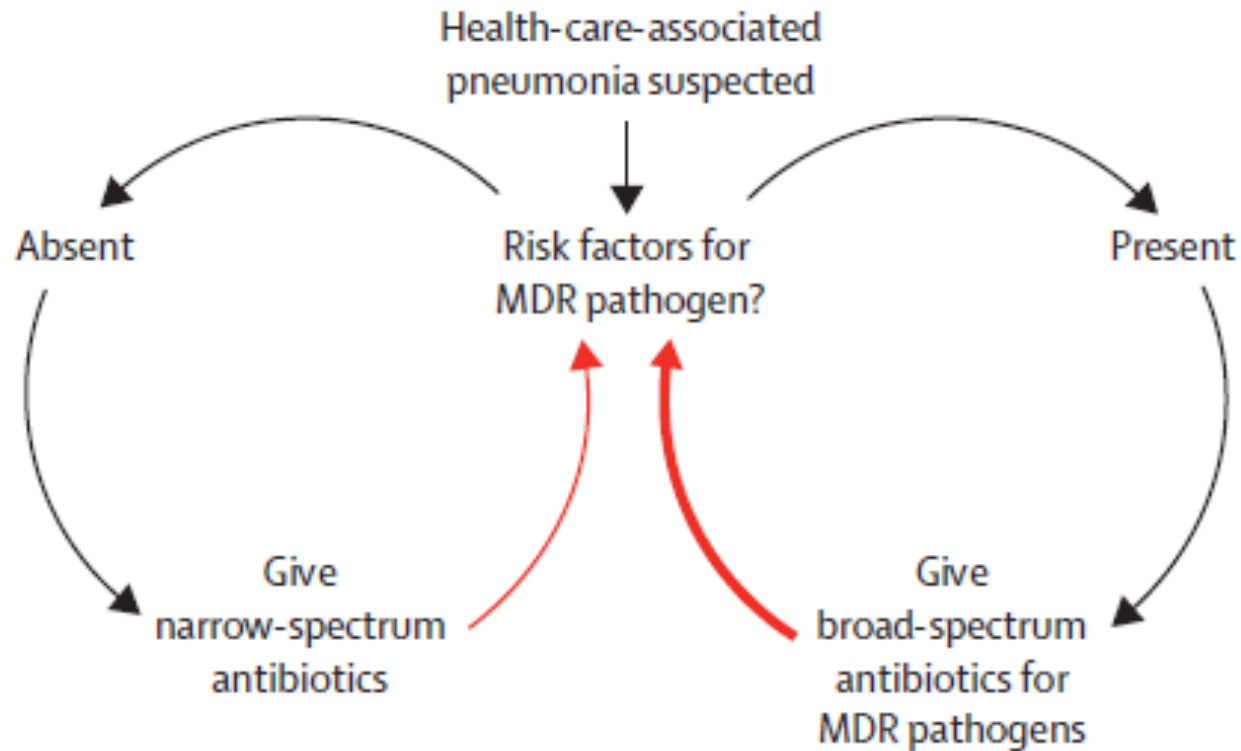 Health-care-associated
pneumonia suspected
Absent
Risk factors for
MDR pathogen?
Present
Give
narrow-spectrum
antibiotics
Give
broad-spectrum
antibiotics for
MDR pathogens